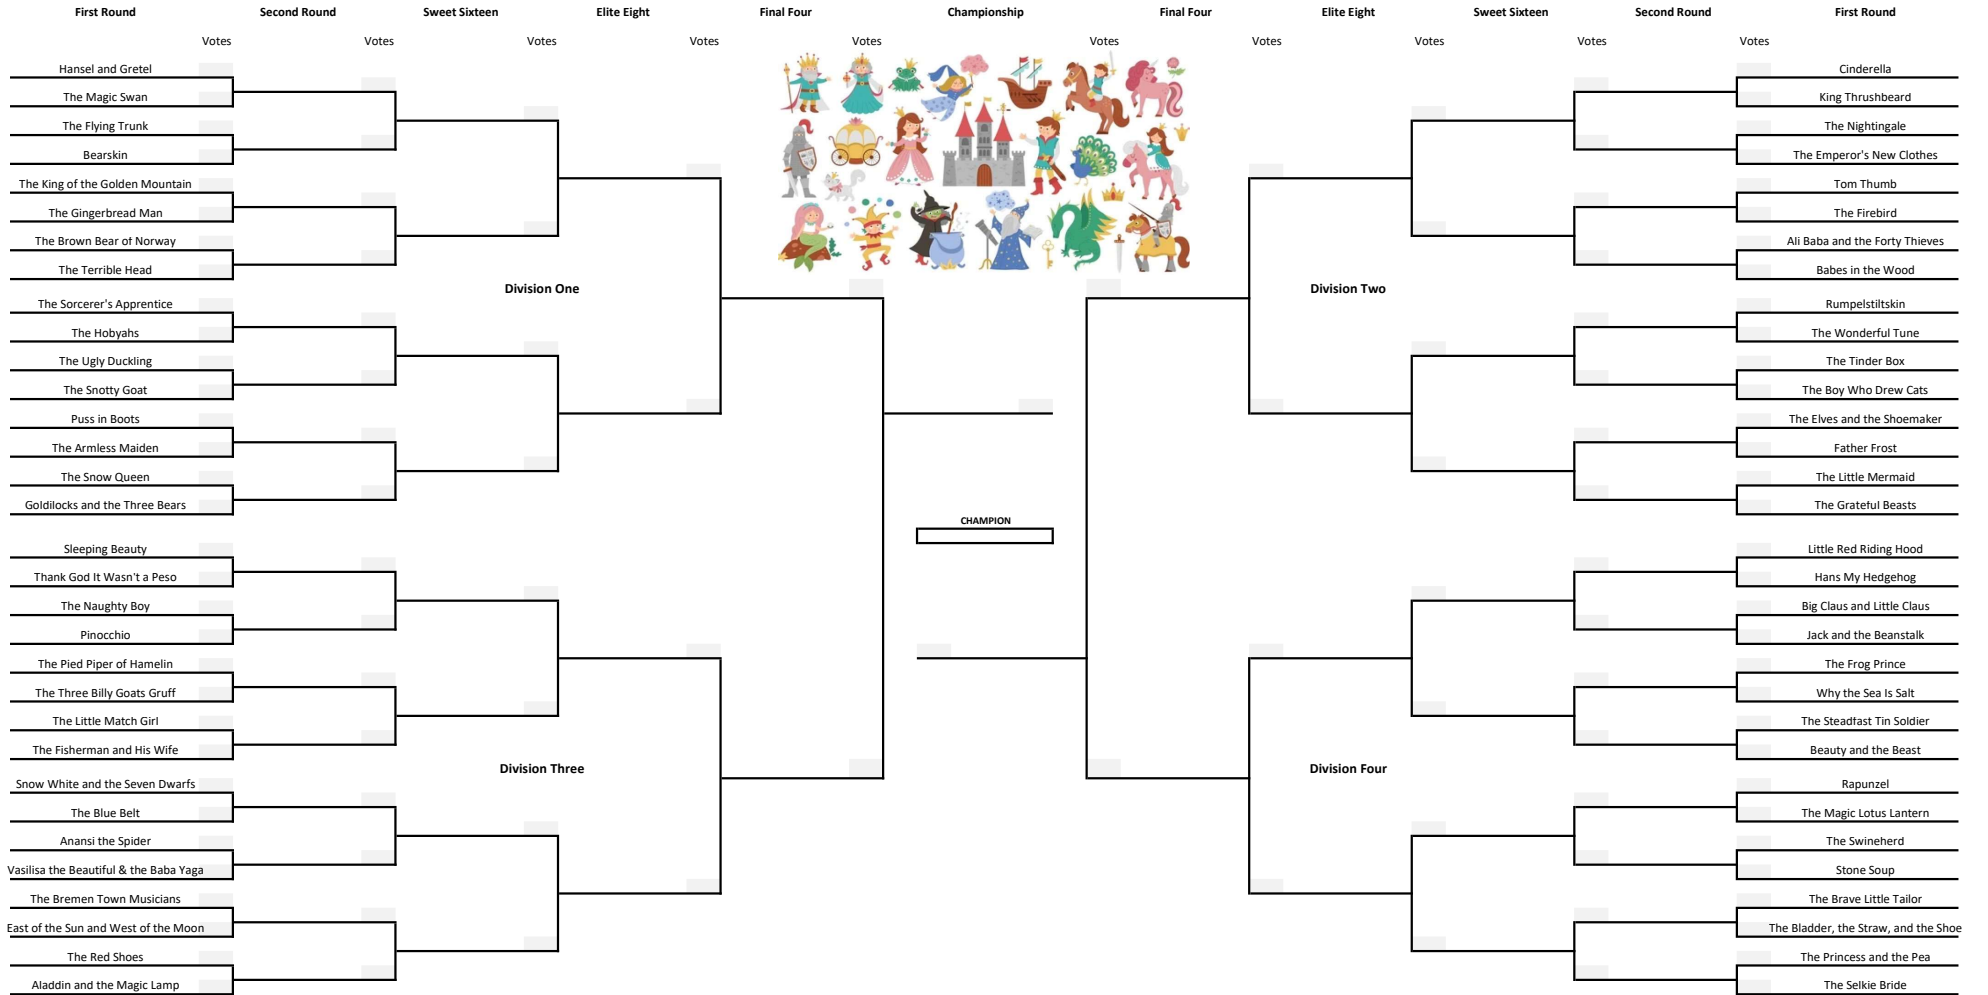 First Round Second Round Sweet Sixteen Elite Eight Final Four Championship Final Four Elite Eight Sweet Sixteen Second Round First Round
Votes Votes Votes Votes Votes Votes Votes Votes Votes Votes
Hansel and Gretel
The Magic Swan
The Flying Trunk
Bearskin
The King of the Golden Mountain
The Gingerbread Man
The Brown Bear of Norway
The Terrible Head
Division One
The Sorcerer's Apprentice
The Hobyahs
The Ugly Duckling
The Snotty Goat
Puss in Boots
The Armless Maiden
The Snow Queen
Goldilocks and the Three Bears
Sleeping Beauty
Thank God It Wasn't a Peso
The Naughty Boy
Pinocchio
The Pied Piper of Hamelin
The Three Billy Goats Gruff
The Little Match Girl
The Fisherman and His Wife
Division Three
Snow White and the Seven Dwarfs
The Blue Belt
Anansi the Spider
Vasilisa the Beautiful & the Baba Yaga
The Bremen Town Musicians
East of the Sun and West of the Moon
The Red Shoes
Aladdin and the Magic Lamp
CHAMPION
Cinderella
King Thrushbeard
The Nightingale
The Emperor's New Clothes
Tom Thumb
The Firebird
Ali Baba and the Forty Thieves
Babes in the Wood
Division Two
Rumpelstiltskin
The Wonderful Tune
The Tinder Box
The Boy Who Drew Cats
The Elves and the Shoemaker
Father Frost
The Little Mermaid
The Grateful Beasts
Little Red Riding Hood
Hans My Hedgehog
Big Claus and Little Claus
Jack and the Beanstalk
The Frog Prince
Why the Sea Is Salt
The Steadfast Tin Soldier
Beauty and the Beast
Division Four
Rapunzel
The Magic Lotus Lantern
The Swineherd
Stone Soup
The Brave Little Tailor
The Bladder, the Straw, and the Shoe
The Princess and the Pea
The Selkie Bride